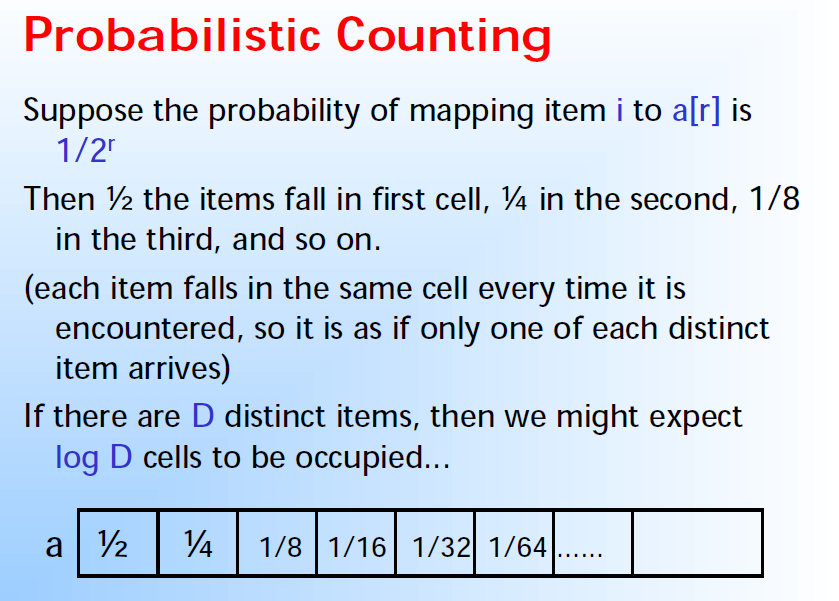 Probabilistic Counting
Suppose the probability of mapping item i to a[r] is
1/2ʳ
Then ½ the items fall in first cell, ¼ in the second, 1/8
in the third, and so on.
(each item falls in the same cell every time it is
encountered, so it is as if only one of each distinct
item arrives)
If there are D distinct items, then we might expect
log D cells to be occupied...
a ½ ¼ 1/8 1/16 1/32 1/64 ......